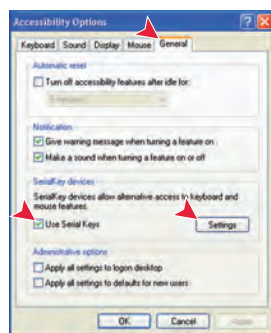 Accessibility Options
Keyboard Sound Display Mouse General
Automatic reset
Turn off accessibility features after idle for:
Notification
Give warning message when turning a feature on
Make a sound when turning a feature on or off
SerialKey devices
SerialKey devices allow alternative access to keyboard and
mouse features.
Use Serial Keys
Settings
Administrative options
Apply all settings to logon desktop
Apply all settings to defaults for new users
OK Cancel Apply